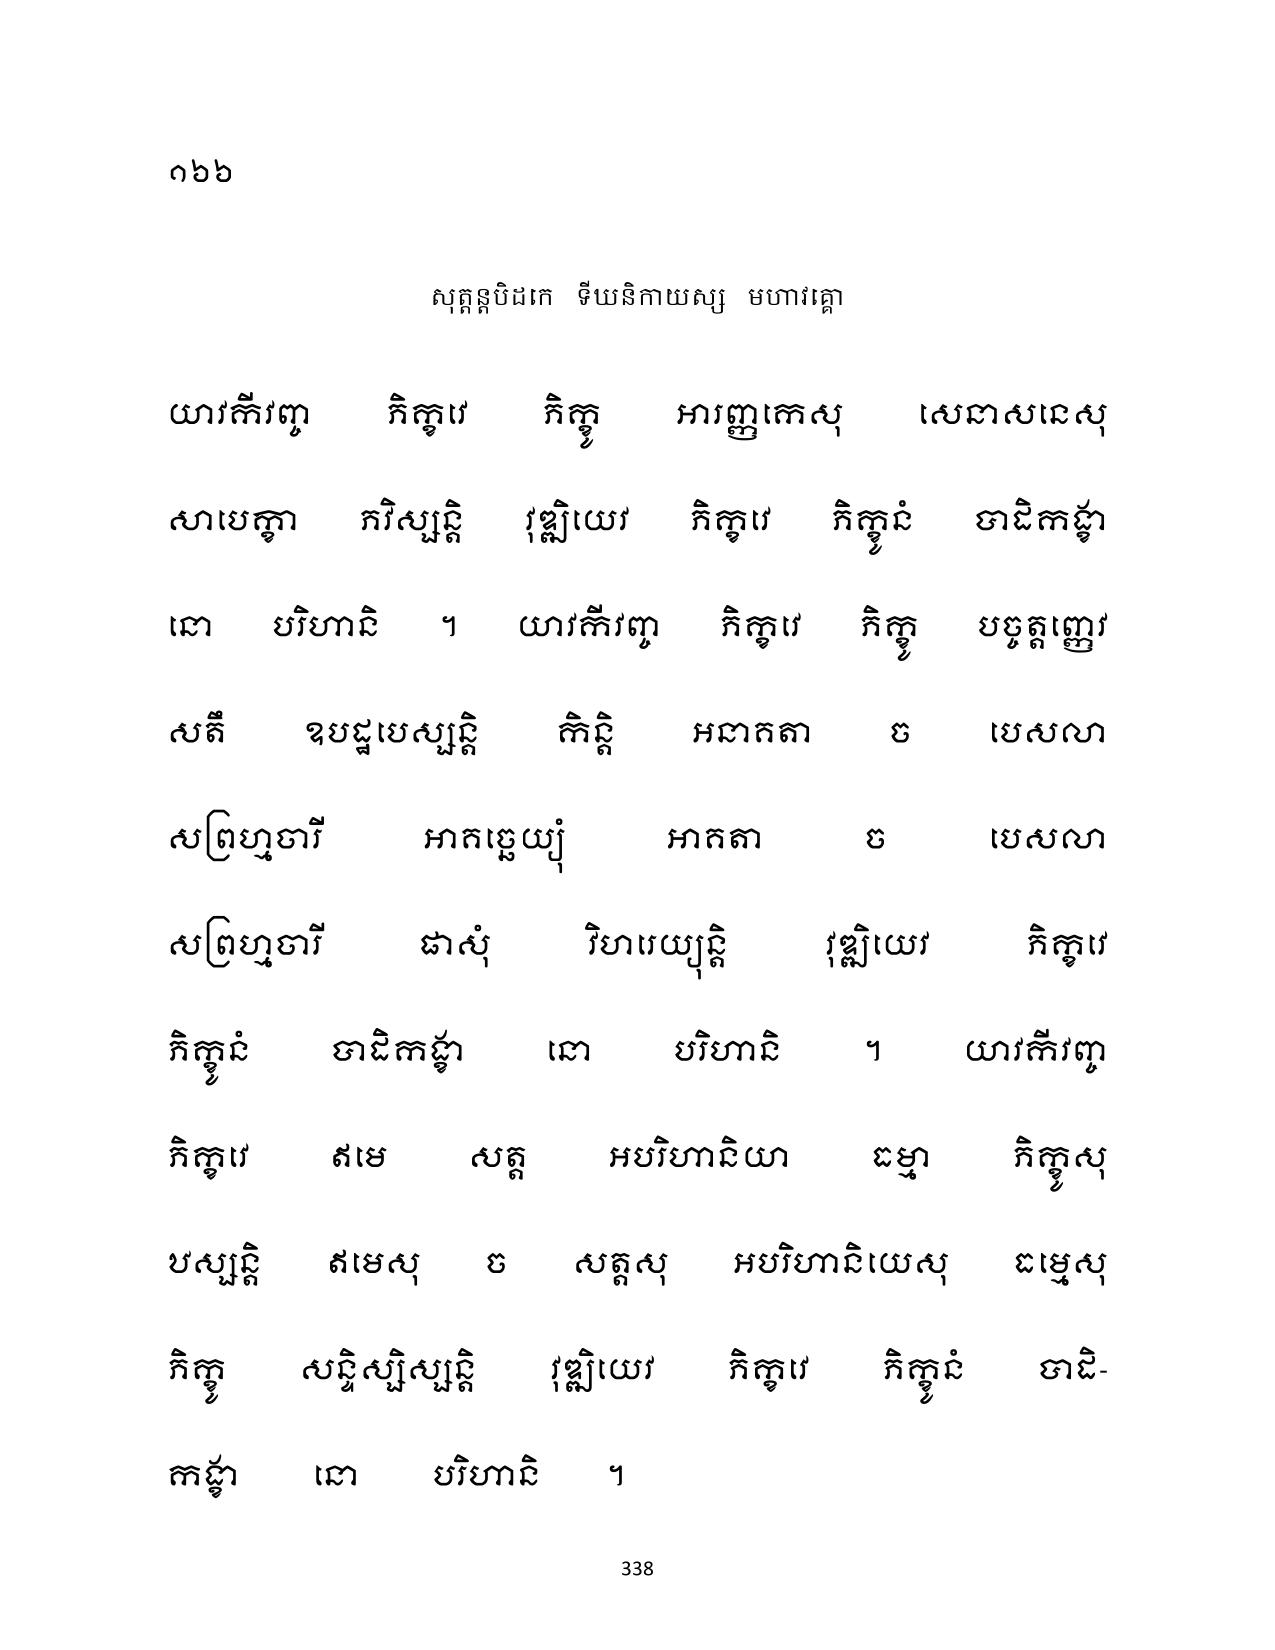 ១៦៦
សុត្តន្តបិដកេ ទីឃនិកាយស្ស មហាវគ្គោ
យាវកីវញ្ច ភិក្ខវេ ភិក្ខូ អារញ្ញកេសុ សេនាសនេសុ
សាបេក្ខា ភវិស្សន្តិ វុឌ្ឍិយេវ ភិក្ខវេ ភិក្ខូនំ បាដិកង្ខា
នោ បរិហានិ ។ យាវកីវញ្ច ភិក្ខវេ ភិក្ខូ បច្ចត្តញ្ញេវ
សតឹ ឧបដ្ឋបេស្សន្តិ កិន្តិ អនាគតា ច បេសលា
សព្រហ្មចារី អាគច្ឆេយ្យុំ អាគតា ច បេសលា
សព្រហ្មចារី ផាសុំ វិហរេយ្យុន្តិ វុឌ្ឍិយេវ ភិក្ខវេ
ភិក្ខូនំ បាដិកង្ខា នោ បរិហានិ ។ យាវកីវញ្ច
ភិក្ខវេ ឥមេ សត្ត អបរិហានិយា ធម្មា ភិក្ខូសុ
ឋស្សន្តិ ឥមេសុ ច សត្តសុ អបរិហានិយេសុ ធម្មេសុ
ភិក្ខូ សន្ទិស្សិស្សន្តិ វុឌ្ឍិយេវ ភិក្ខវេ ភិក្ខូនំ បាដិ-
កង្ខា នោ បរិហានិ ។
338